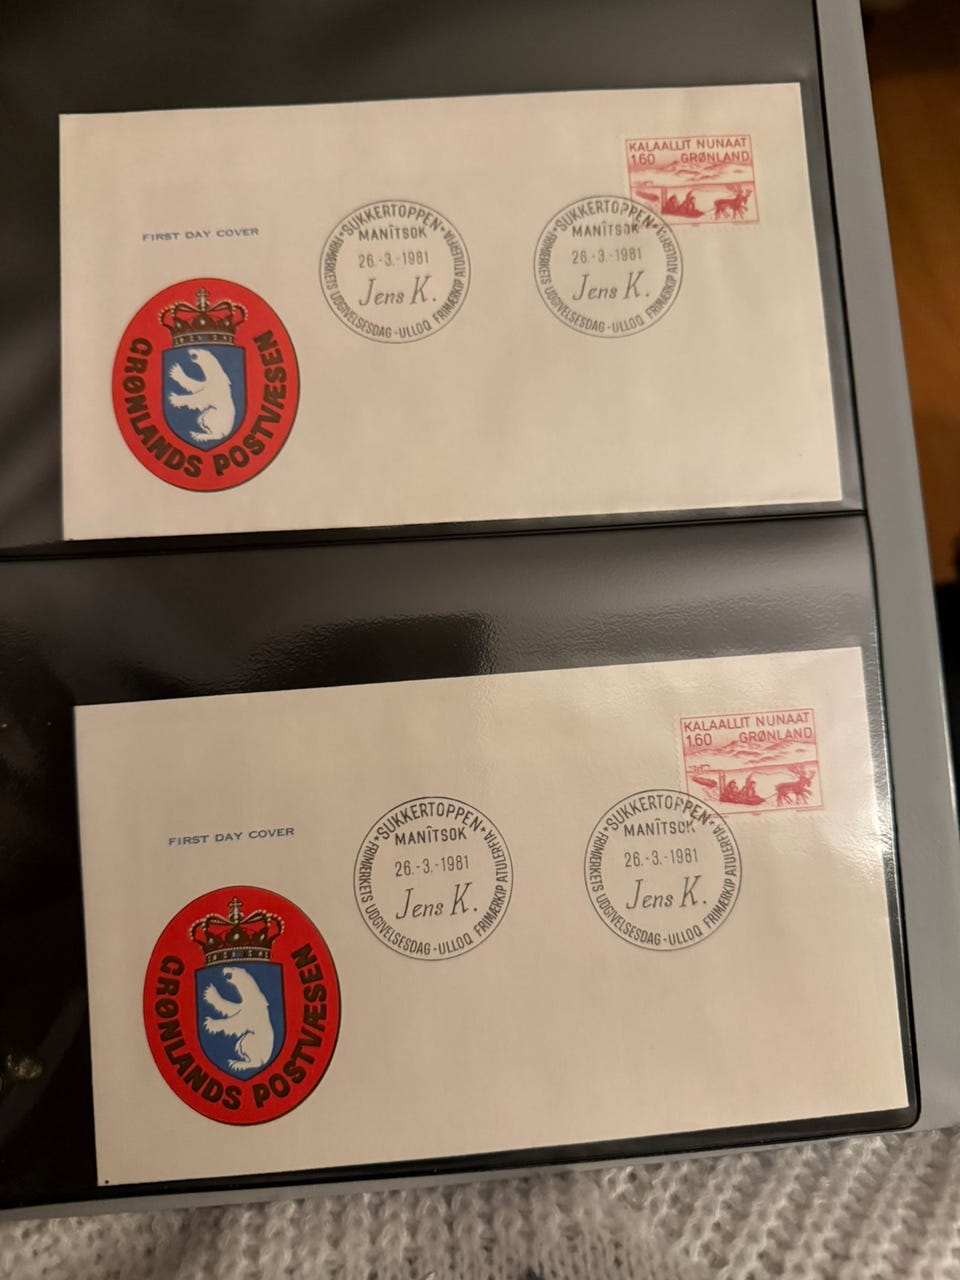 KALAALLIT NUNAAT
1.60 GRØNLAND
FIRST DAY COVER
SUKKERTOPPEN
MANÎTSOK
26.-3.-1981
Jens K.
FRIMÆRKETS UDGIVELSESDAG - ULLOQ FRIMÆRKIP ATULERFIA
SUKKERTOPPEN
MANÎTSOK
26.-3.-1981
Jens K.
FRIMÆRKETS UDGIVELSESDAG - ULLOQ FRIMÆRKIP ATULERFIA
GRØNLANDS POSTVÆSEN
KALAALLIT NUNAAT
1.60 GRØNLAND
FIRST DAY COVER
SUKKERTOPPEN
MANÎTSOK
26.-3.-1981
Jens K.
FRIMÆRKETS UDGIVELSESDAG - ULLOQ FRIMÆRKIP ATULERFIA
SUKKERTOPPEN
MANÎTSOK
26.-3.-1981
Jens K.
FRIMÆRKETS UDGIVELSESDAG - ULLOQ FRIMÆRKIP ATULERFIA
GRØNLANDS POSTVÆSEN